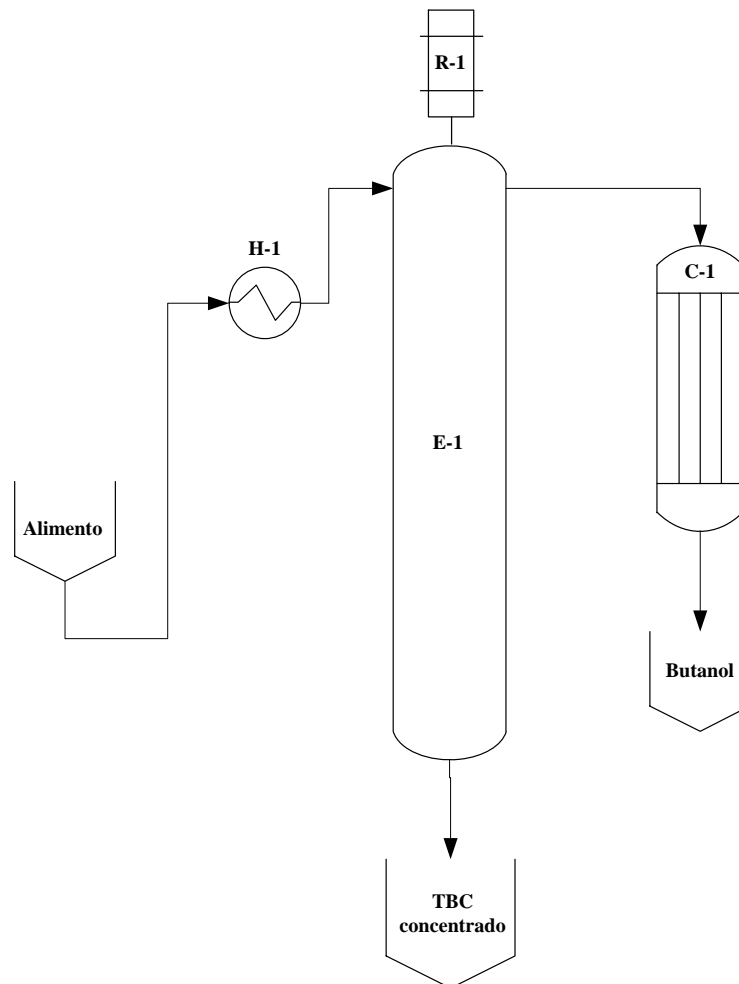 R-1
H-1
C-1
E-1
Alimento
Butanol
TBC
concentrado